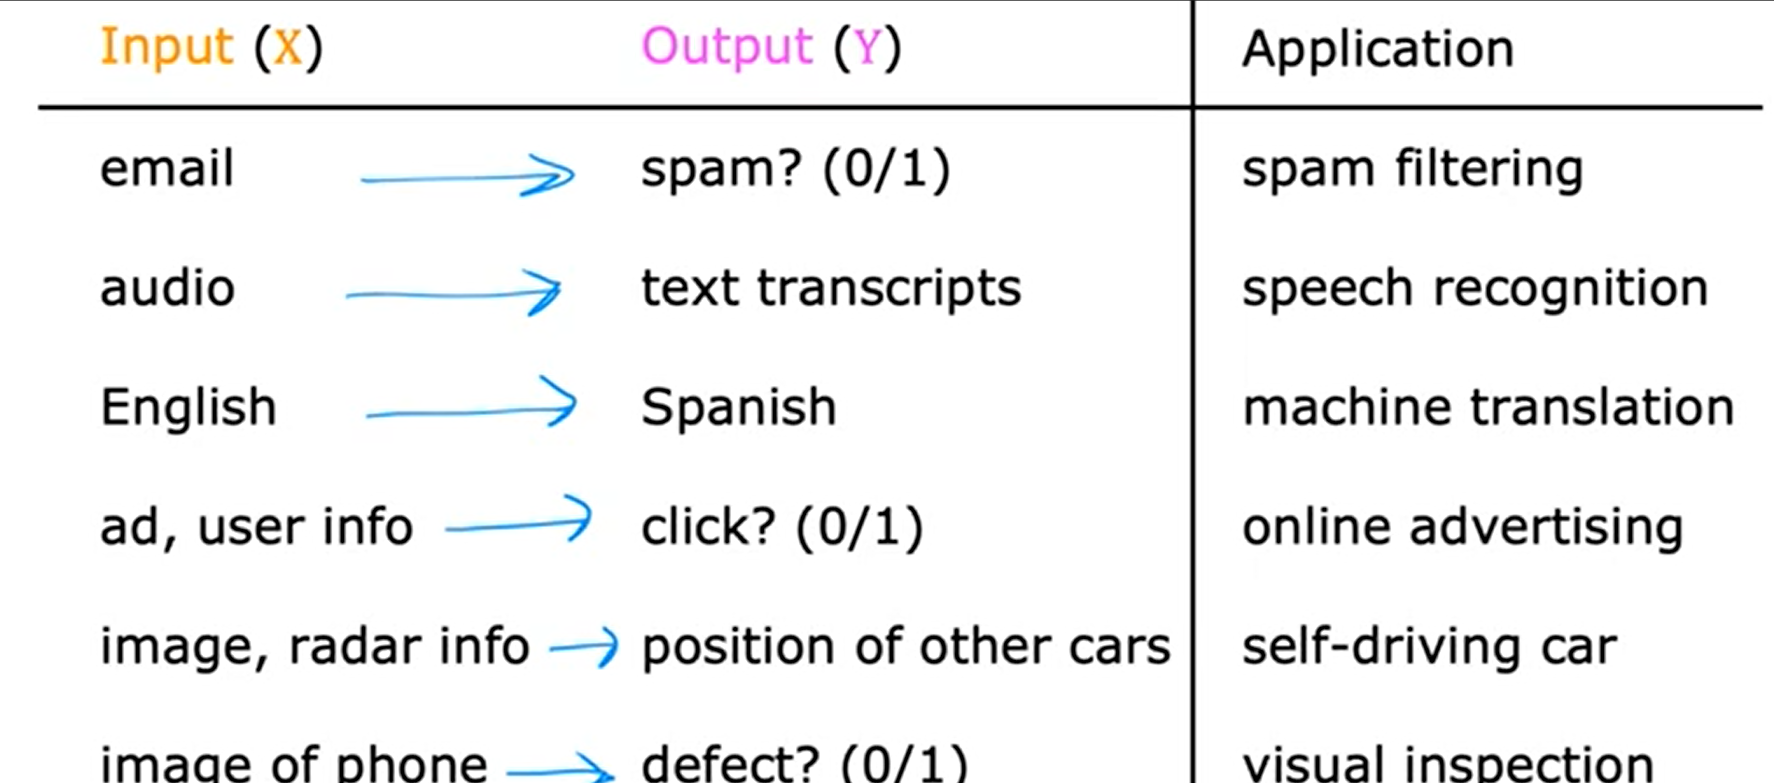 Input (X) Output (Y) Application
email spam? (0/1) spam filtering
audio text transcripts speech recognition
English Spanish machine translation
ad, user info click? (0/1) online advertising
image, radar info position of other cars self-driving car
image of phone defect? (0/1) visual inspection